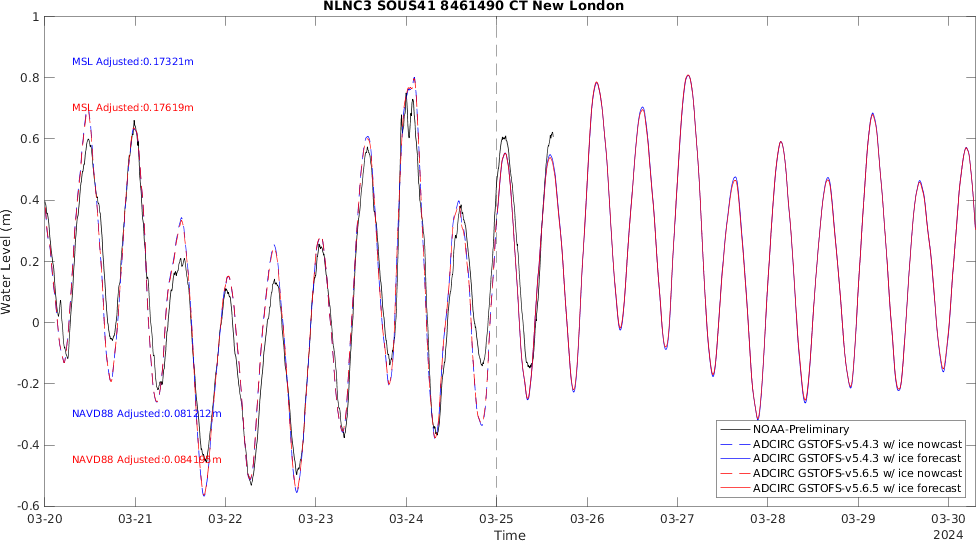 NLNC3 SOUS41 8461490 CT New London
1
0.8
0.6
0.4
0.2
0
-0.2
-0.4
-0.6
Water Level (m)
MSL Adjusted:0.17321m
MSL Adjusted:0.17619m
NAVD88 Adjusted:0.081212m
NAVD88 Adjusted:0.084193m
NOAA-Preliminary
ADCIRC GSTOFS-v5.4.3 w/ ice nowcast
ADCIRC GSTOFS-v5.4.3 w/ ice forecast
ADCIRC GSTOFS-v5.6.5 w/ ice nowcast
ADCIRC GSTOFS-v5.6.5 w/ ice forecast
03-20 03-21 03-22 03-23 03-24 03-25 03-26 03-27 03-28 03-29 03-30
Time
2024